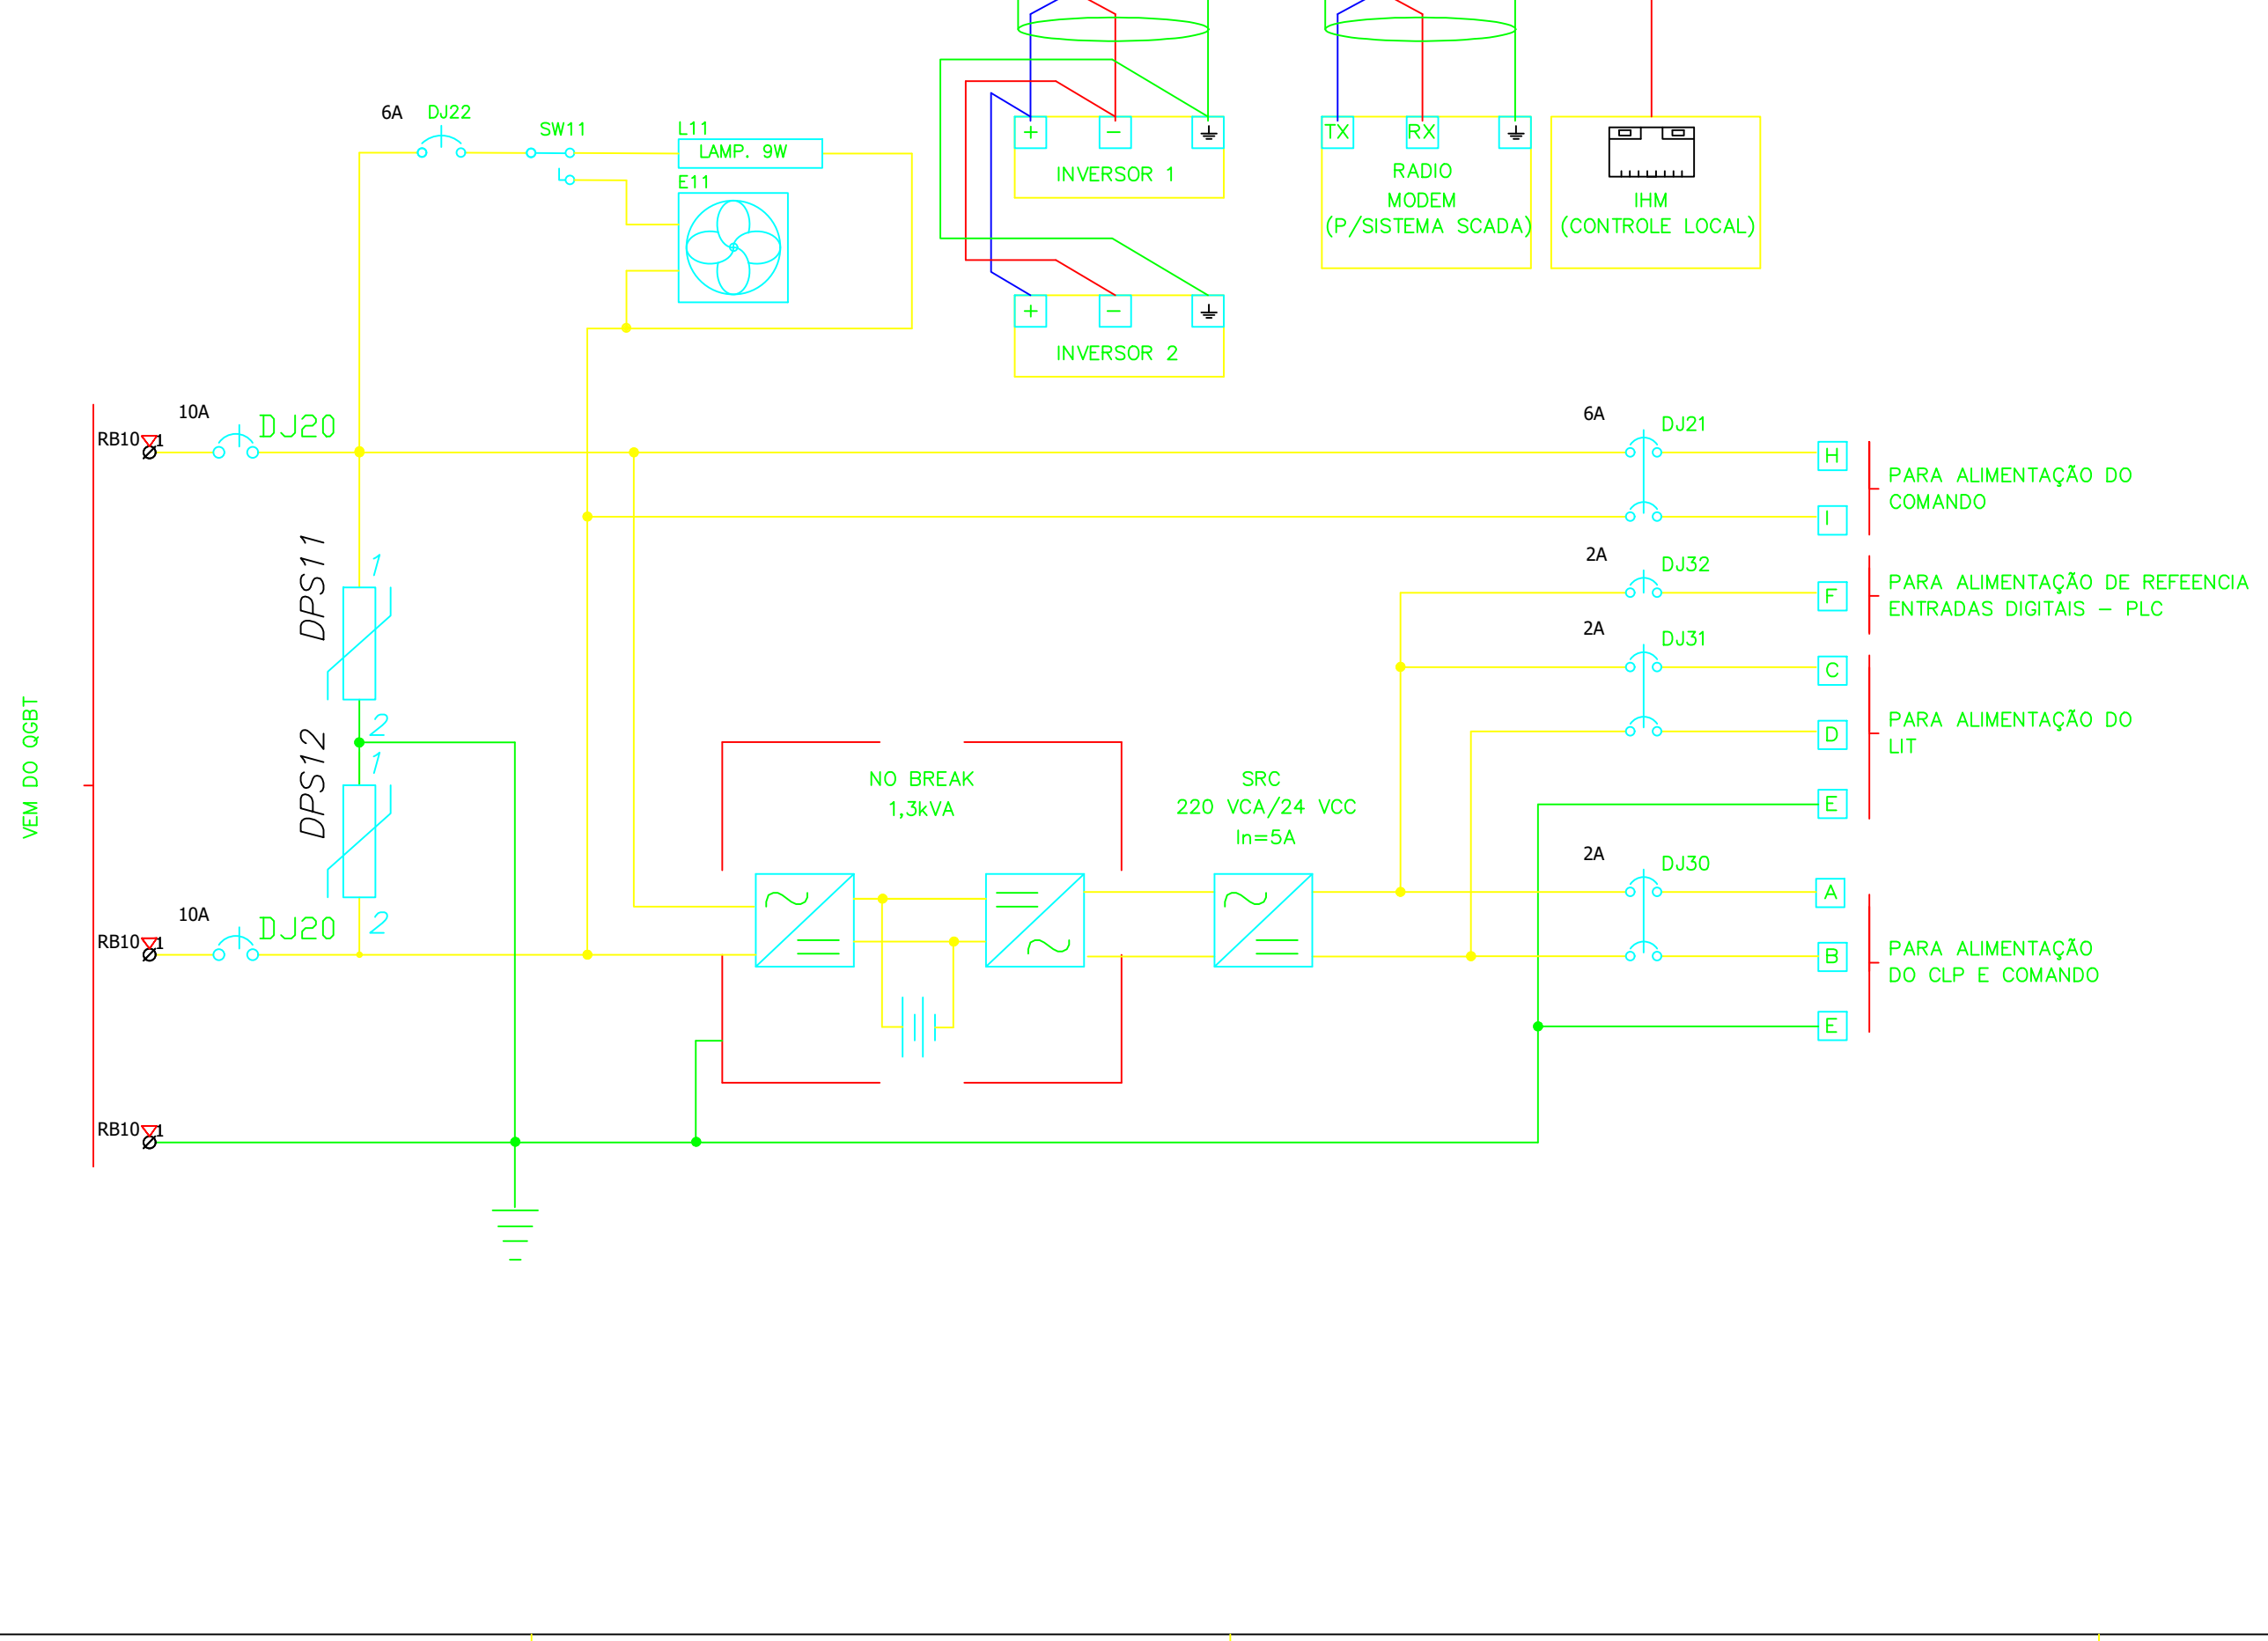 6A
DJ22
SW11
L11
LAMP. 9W
E11
+
−
INVERSOR 1
+
−
INVERSOR 2
TX
RX
RADIO
MODEM
(P/SISTEMA SCADA)
IHM
(CONTROLE LOCAL)
10A
DJ20
RB10
1
6A
DJ21
H
I
PARA ALIMENTAÇÃO DO
COMANDO
2A
DJ32
F
PARA ALIMENTAÇÃO DE REFEENCIA
ENTRADAS DIGITAIS − PLC
2A
DJ31
C
D
E
PARA ALIMENTAÇÃO DO
LIT
DPS11
1
2
DPS12
1
2
VEM DO QGBT
NO BREAK
1,3kVA
SRC
220 VCA/24 VCC
In=5A
2A
DJ30
A
B
E
PARA ALIMENTAÇÃO
DO CLP E COMANDO
10A
DJ20
RB10
1
RB10
1